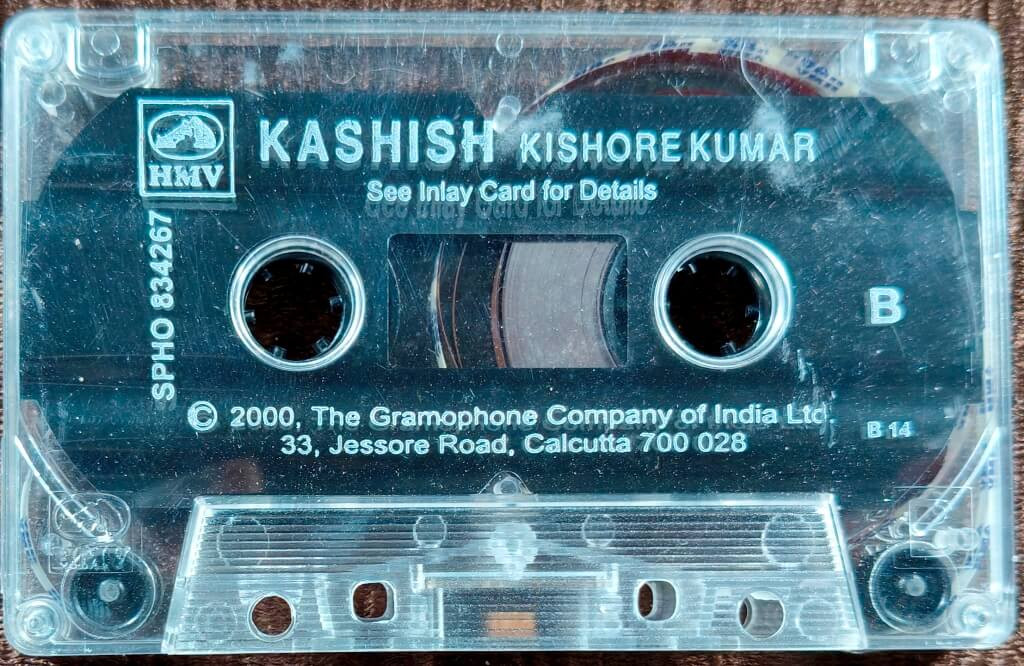 HMV
KASHISH KISHORE KUMAR
See Inlay Card for Details
SPHO 834267
B
© 2000, The Gramophone Company of India Ltd.
33, Jessore Road, Calcutta 700 028
B 14